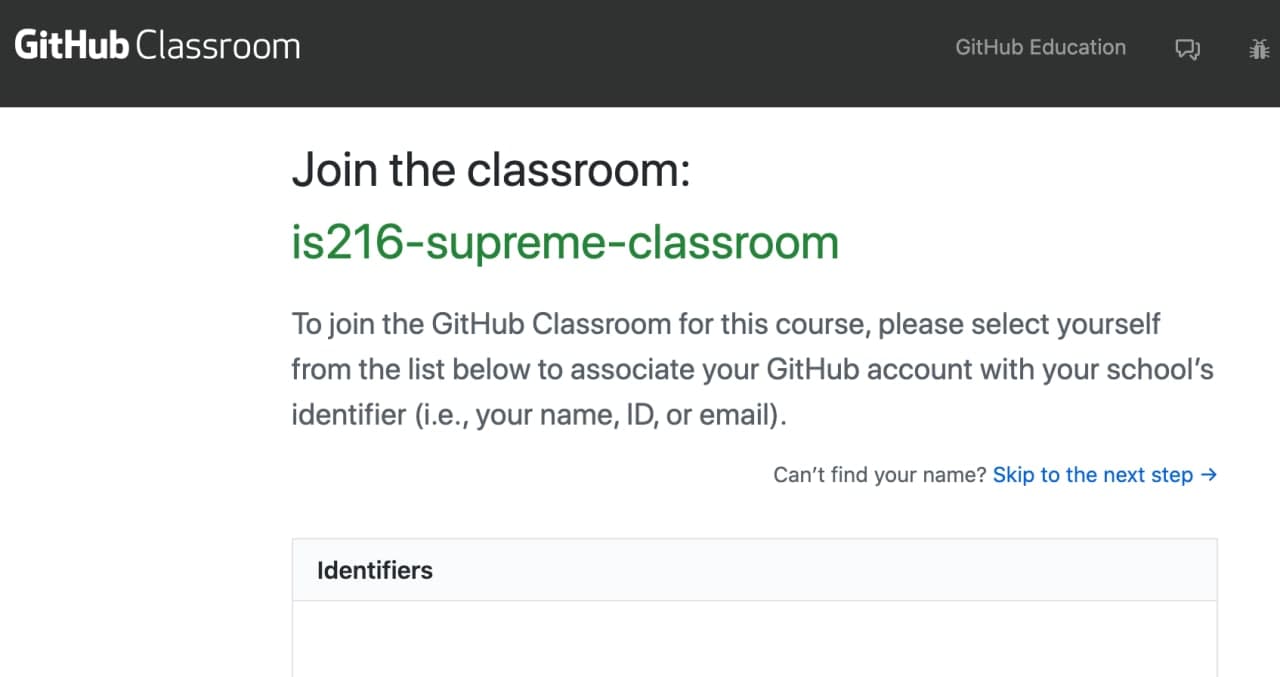 GitHub Classroom
GitHub Education
Join the classroom:
is216-supreme-classroom
To join the GitHub Classroom for this course, please select yourself
from the list below to associate your GitHub account with your school’s
identifier (i.e., your name, ID, or email).
Can’t find your name? Skip to the next step →
Identifiers